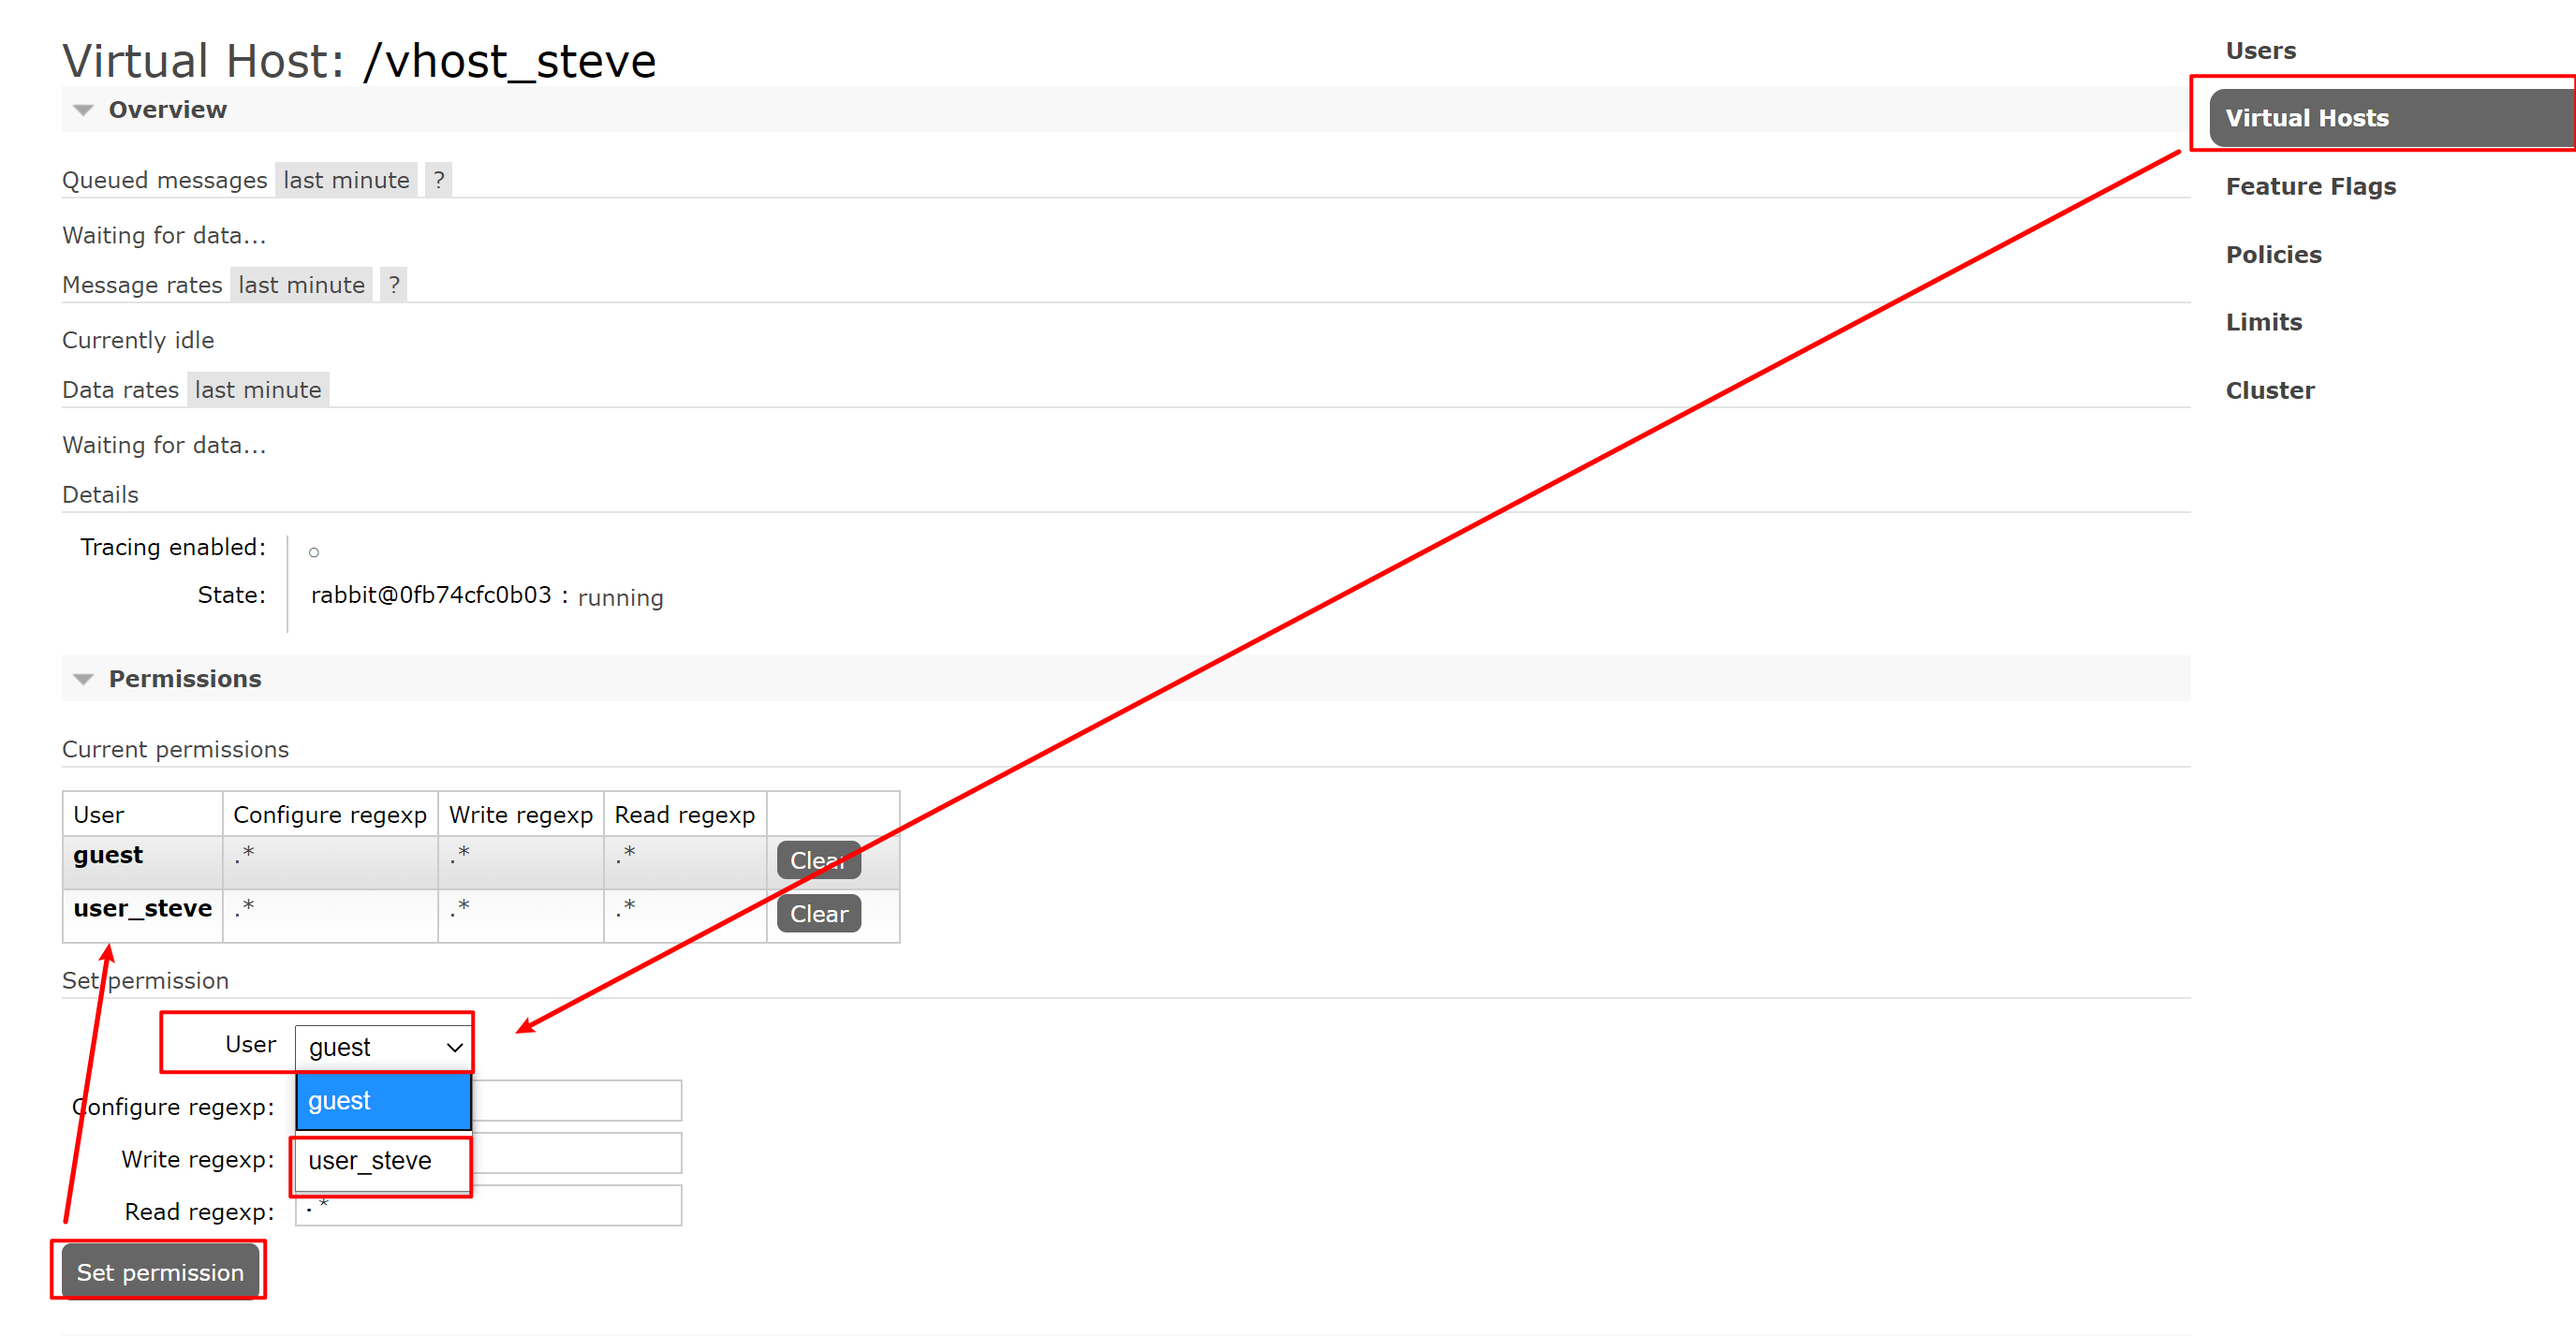 Virtual Host: /vhost_steve
Overview
Queued messages last minute ?
Waiting for data...
Message rates last minute ?
Currently idle
Data rates last minute
Waiting for data...
Details
Tracing enabled: ○
State: rabbit@0fb74cfc0b03 : running
Permissions
Current permissions
User Configure regexp Write regexp Read regexp
guest .* .* .* Clear
user_steve .* .* .* Clear
Set permission
User guest
guest
Configure regexp:
user_steve
Write regexp:
Read regexp: .*
Set permission
Users
Virtual Hosts
Feature Flags
Policies
Limits
Cluster